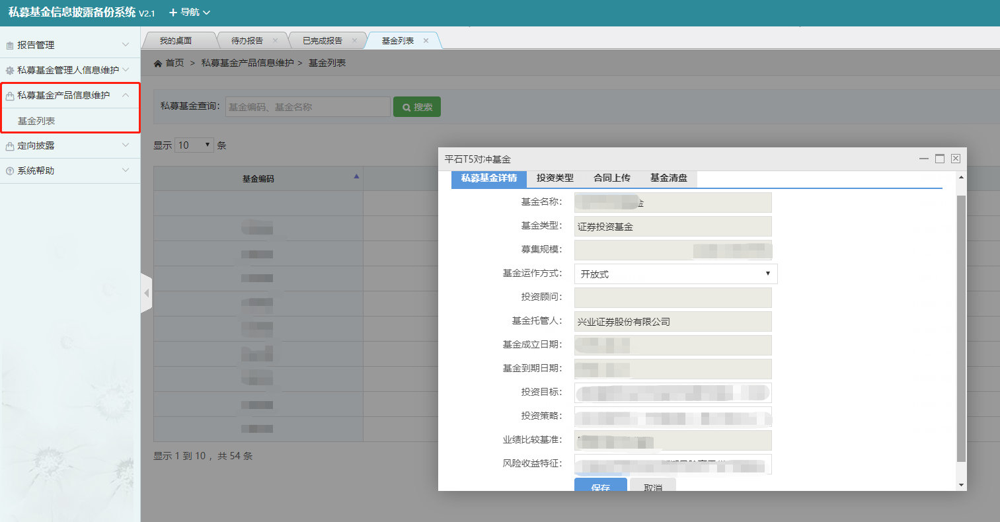 私募基金信息披露备份系统 V2.1 导航
报告管理
私募基金管理人信息维护
私募基金产品信息维护
基金列表
定向披露
系统帮助
我的桌面 待办报告 已完成报告 基金列表
首页 > 私募基金产品信息维护 > 基金列表
私募基金查询: 基金编码、基金名称 搜索
显示 10 条
基金编码
显示 1 到 10 ，共 54 条
平石T5对冲基金
私募基金详情 投资类型 合同上传 基金清盘
基金名称: 金
基金类型: 证券投资基金
募集规模:
基金运作方式: 开放式
投资顾问:
基金托管人: 兴业证券股份有限公司
基金成立日期:
基金到期日期:
投资目标:
投资策略:
业绩比较基准:
风险收益特征:
保存 取消